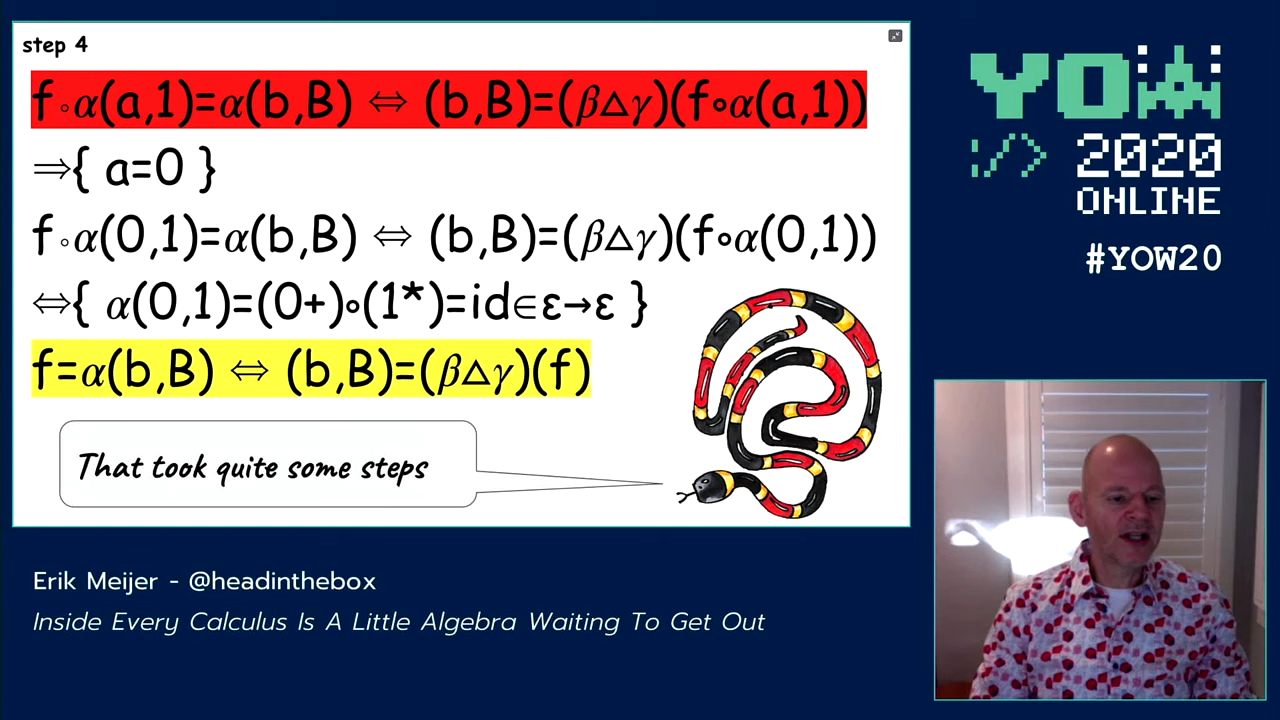 step 4
f∘α(a,1)=α(b,B) ⇔ (b,B)=(β△γ)(f∘α(a,1))
⇒{ a=0 }
f∘α(0,1)=α(b,B) ⇔ (b,B)=(β△γ)(f∘α(0,1))
⇔{ α(0,1)=(0+)∘(1*)=id∈ε→ε }
f=α(b,B) ⇔ (b,B)=(β△γ)(f)
That took quite some steps
YOW
:/> 2020
ONLINE
#YOW20
Erik Meijer - @headinthebox
Inside Every Calculus Is A Little Algebra Waiting To Get Out